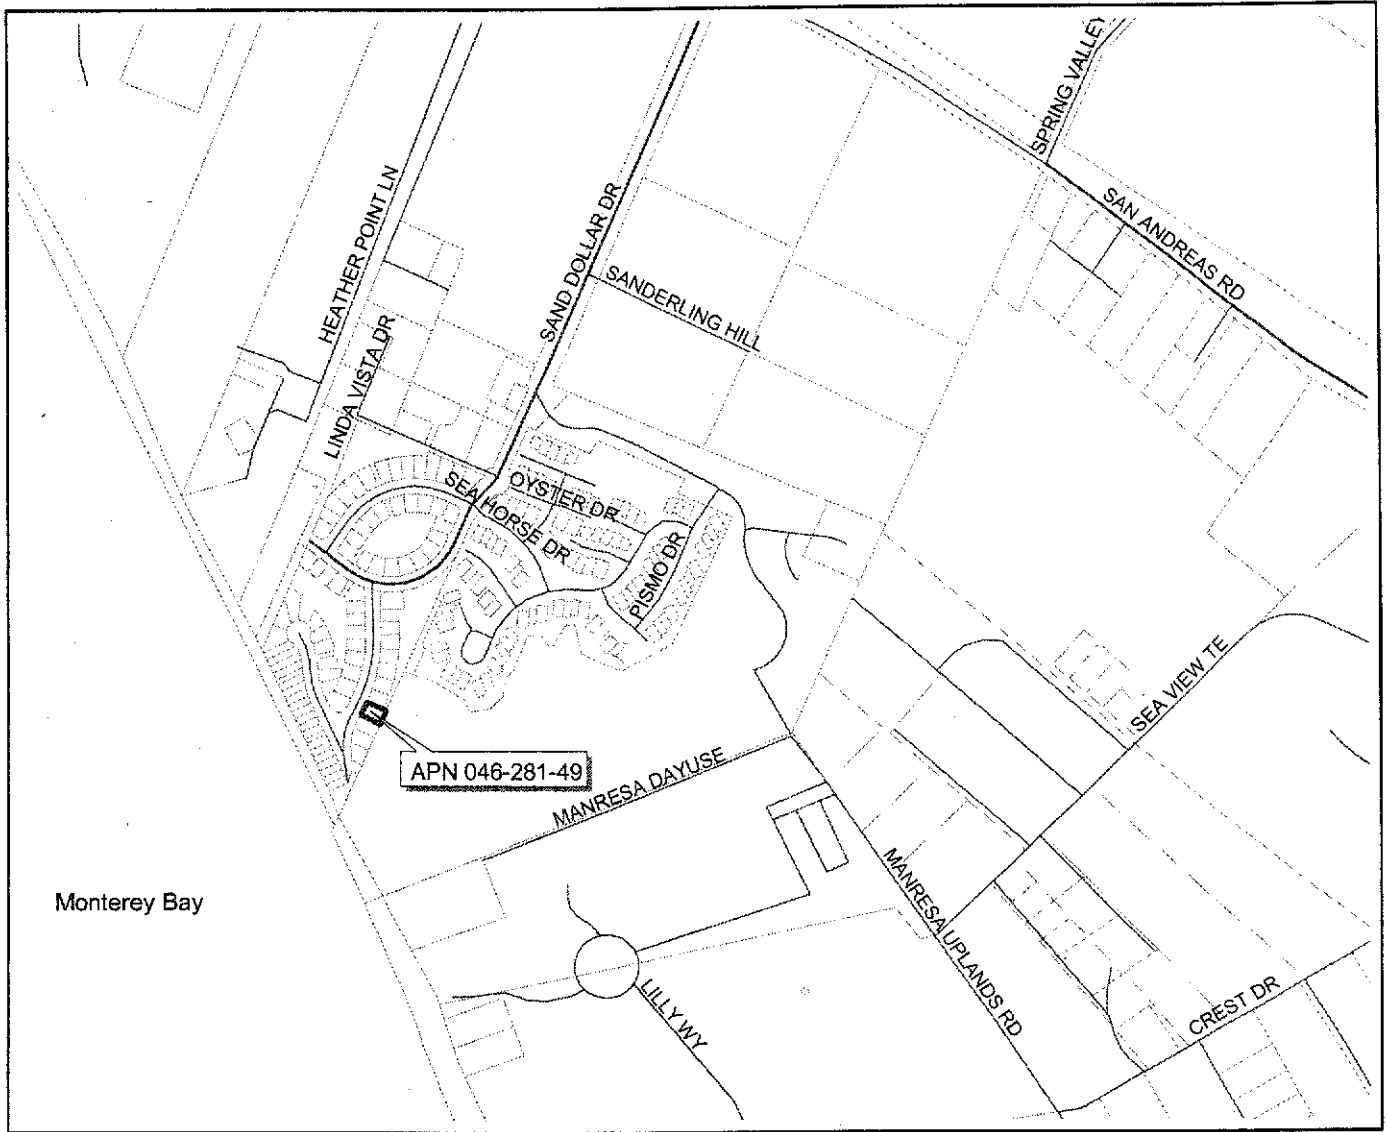 SPRING VALLEY
SAN ANDREAS RD
HEATHER POINT LN
SAND DOLLAR DR
SANDERLING HILL
LINDA VISTA DR
SEA HORSE DR
OYSTER DR
PISMO DR
SEA VIEW TE
APN 046-281-49
MANRESA DAYUSE
MANRESA UPLANDS RD
Monterey Bay
LILLY WY
CREST DR